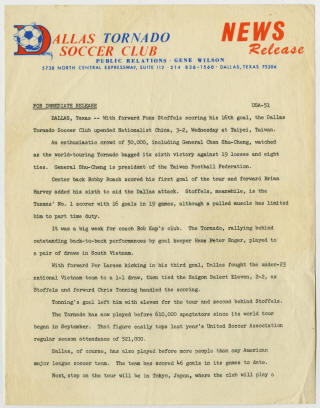 DALLAS TORNADO
SOCCER CLUB
NEWS
Release
PUBLIC RELATIONS - GENE WILSON
5738 NORTH CENTRAL EXPRESSWAY, SUITE 112 - 214 826-1560 - DALLAS, TEXAS 75206
FOR IMMEDIATE RELEASE
USA-51
DALLAS, Texas -- With forward Fons Stoffels scoring his 16th goal, the Dallas
Tornado Soccer Club upended Nationalist China, 3-2, Wednesday at Taipei, Taiwan.
An enthusiastic crowd of 30,000, including General Chen Shu-Cheng, watched
as the world-touring Tornado bagged its sixth victory against 19 losses and eight
ties. General Shu-Cheng is president of the Taiwan Football Federation.
Center back Bobby Roach scored his first goal of the tour and forward Brian
Harvey added his sixth to aid the Dallas attack. Stoffels, meanwhile, is the
Texans' No. 1 scorer with 16 goals in 19 games, although a pulled muscle has limited
him to part time duty.
It was a big week for coach Bob Kap's club. The Tornado, rallying behind
outstanding back-to-back performances by goal keeper Hans Peter Enger, played to
a pair of draws in South Vietnam.
With forward Per Larsen kicking in his third goal, Dallas fought the under-23
national Vietnam team to a 1-1 draw, then tied the Saigon Select Eleven, 2-2, as
Stoffels and forward Chris Tonning handled the scoring.
Tonning's goal left him with eleven for the tour and second behind Stoffels.
The Tornado has now played before 610,000 spectators since its world tour
began in September. That figure easily tops last year's United Soccer Association
regular season attendance of 521,000.
Dallas, of course, has also played before more people than any American
major league soccer team. The team has scored 46 goals in its games to date.
Next stop on the tour will be in Tokyo, Japan, where the club will play a